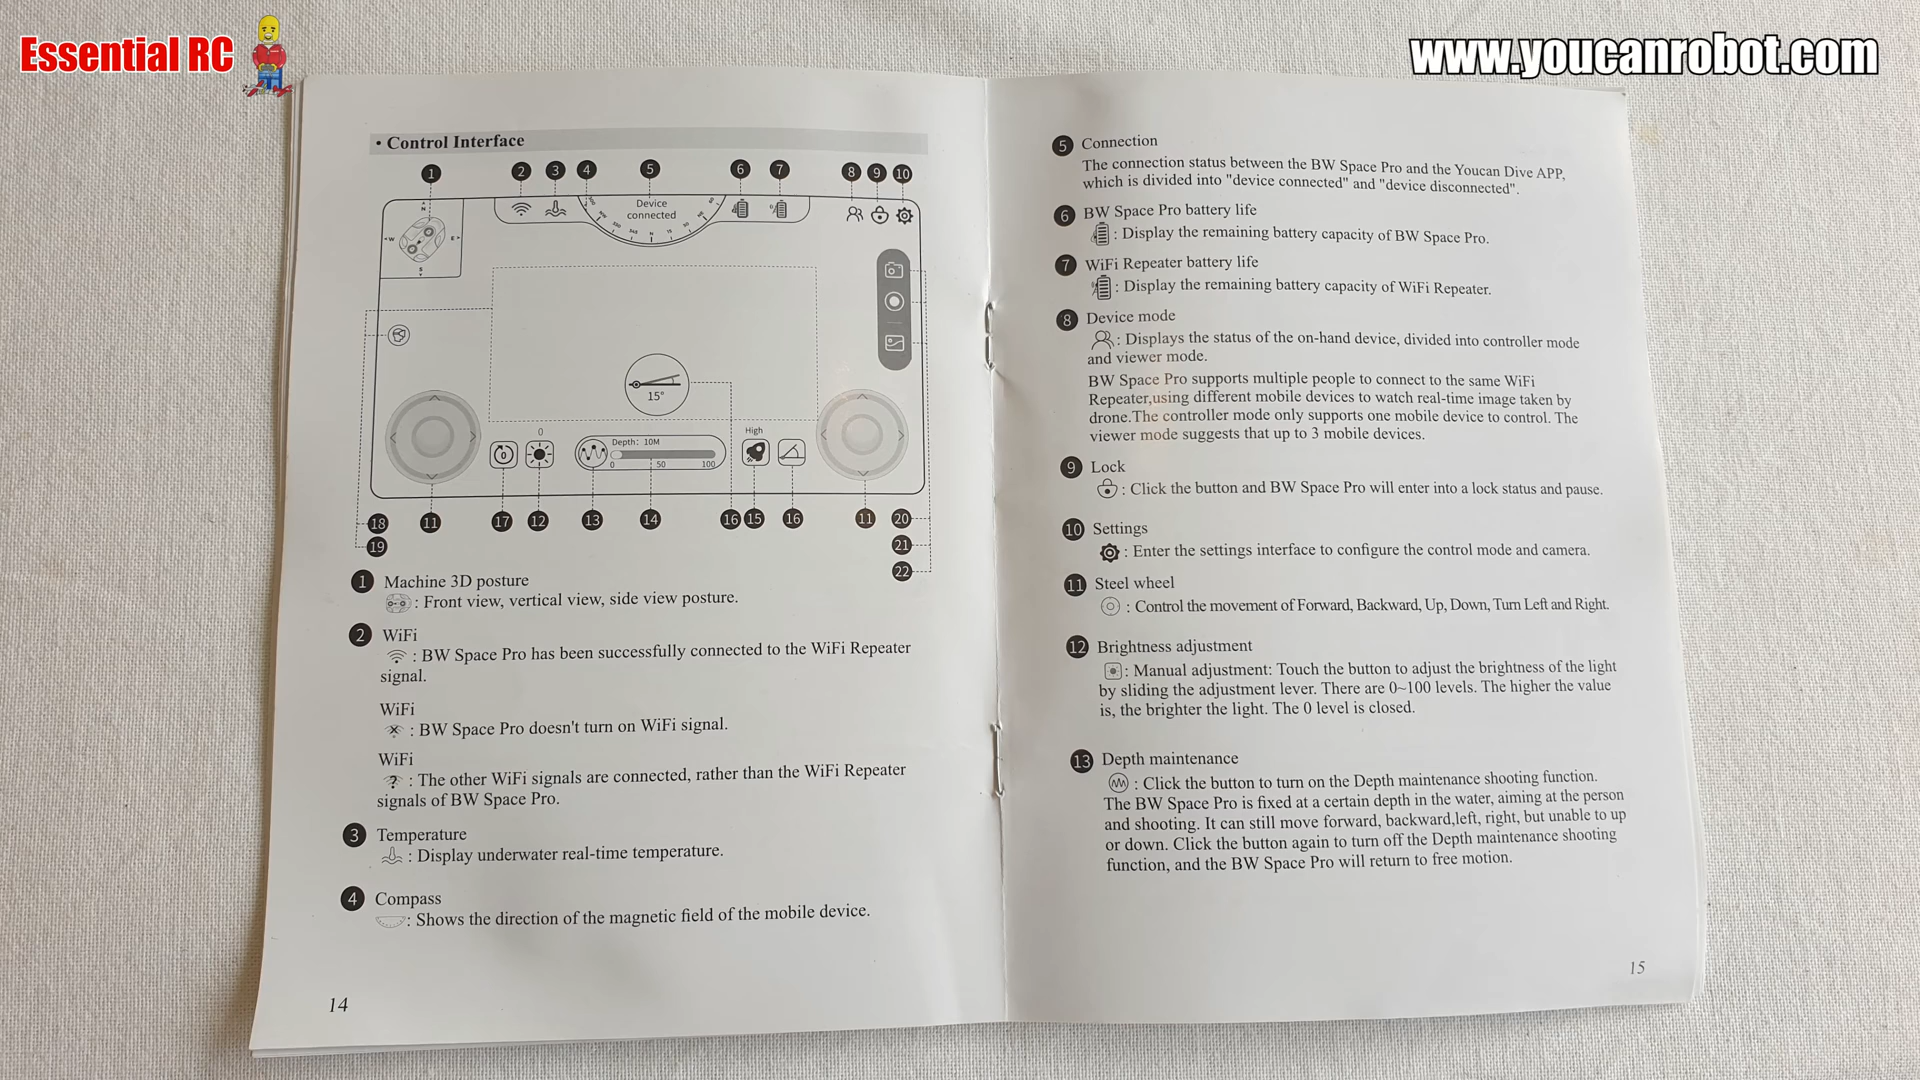 Essential RC
www.youcanrobot.com
• Control Interface
1 2 3 4 5 6 7 8 9 10
Device
connected
N
W E
S
15°
0
High
Depth: 10M
0 50 100
18 11 17 12 13 14 16 15 16 11 20
19 21
22
1 Machine 3D posture
: Front view, vertical view, side view posture.
2 WiFi
: BW Space Pro has been successfully connected to the WiFi Repeater
signal.
WiFi
: BW Space Pro doesn't turn on WiFi signal.
WiFi
: The other WiFi signals are connected, rather than the WiFi Repeater
signals of BW Space Pro.
3 Temperature
: Display underwater real-time temperature.
4 Compass
: Shows the direction of the magnetic field of the mobile device.
14
5 Connection
The connection status between the BW Space Pro and the Youcan Dive APP,
which is divided into "device connected" and "device disconnected".
6 BW Space Pro battery life
: Display the remaining battery capacity of BW Space Pro.
7 WiFi Repeater battery life
: Display the remaining battery capacity of WiFi Repeater.
8 Device mode
: Displays the status of the on-hand device, divided into controller mode
and viewer mode.
BW Space Pro supports multiple people to connect to the same WiFi
Repeater,using different mobile devices to watch real-time image taken by
drone.The controller mode only supports one mobile device to control. The
viewer mode suggests that up to 3 mobile devices.
9 Lock
: Click the button and BW Space Pro will enter into a lock status and pause.
10 Settings
: Enter the settings interface to configure the control mode and camera.
11 Steel wheel
: Control the movement of Forward, Backward, Up, Down, Turn Left and Right.
12 Brightness adjustment
: Manual adjustment: Touch the button to adjust the brightness of the light
by sliding the adjustment lever. There are 0~100 levels. The higher the value
is, the brighter the light. The 0 level is closed.
13 Depth maintenance
: Click the button to turn on the Depth maintenance shooting function.
The BW Space Pro is fixed at a certain depth in the water, aiming at the person
and shooting. It can still move forward, backward,left, right, but unable to up
or down. Click the button again to turn off the Depth maintenance shooting
function, and the BW Space Pro will return to free motion.
15